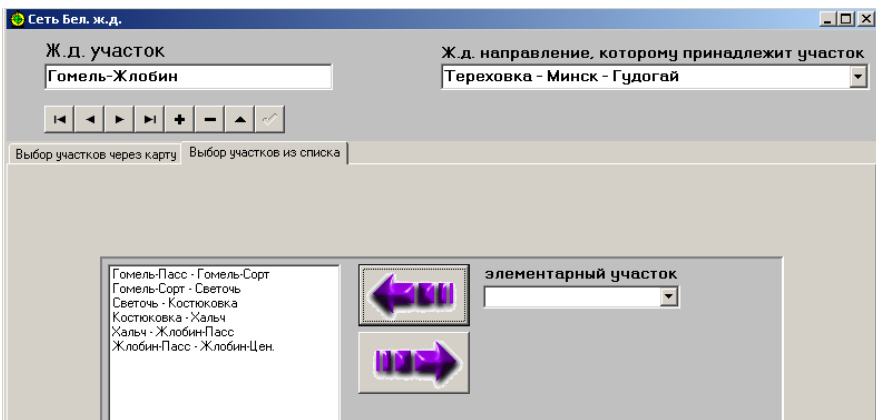 Сеть Бел. ж.д.
Ж.д. участок
Ж.д. направление, которому принадлежит участок
Гомель-Жлобин
Тереховка - Минск - Гудогай
Выбор участков через карту
Выбор участков из списка
Гомель-Пасс - Гомель-Сорт
Гомель-Сорт - Светочь
Светочь - Костюковка
Костюковка - Хальч
Хальч - Жлобин-Пасс
Жлобин-Пасс - Жлобин-Цен.
элементарный участок